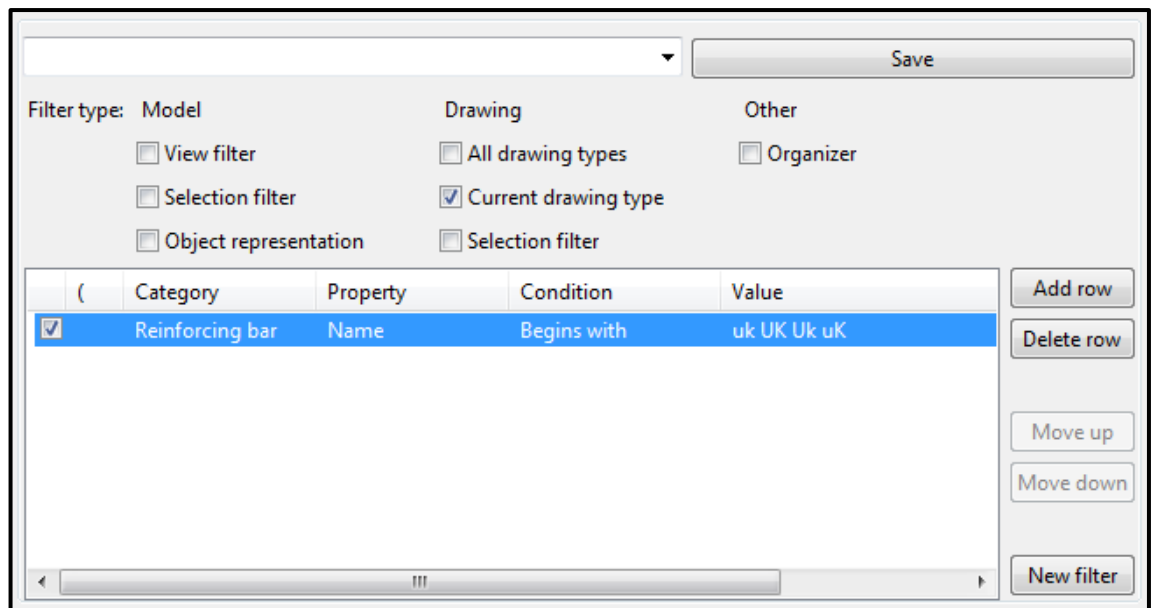 Save
Filter type: Model Drawing Other
View filter All drawing types Organizer
Selection filter Current drawing type
Object representation Selection filter
( Category Property Condition Value Add row
Reinforcing bar Name Begins with uk UK Uk uK
Delete row
Move up
Move down
New filter